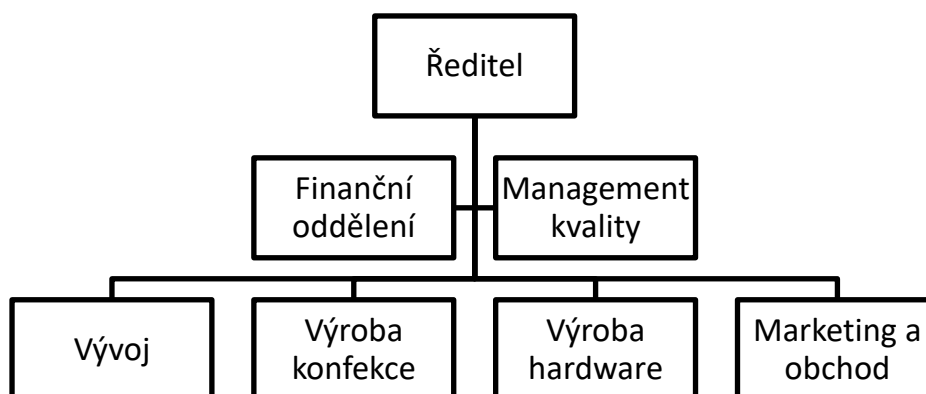 Ředitel
Finanční
oddělení
Management
kvality
Vývoj
Výroba
konfekce
Výroba
hardware
Marketing a
obchod